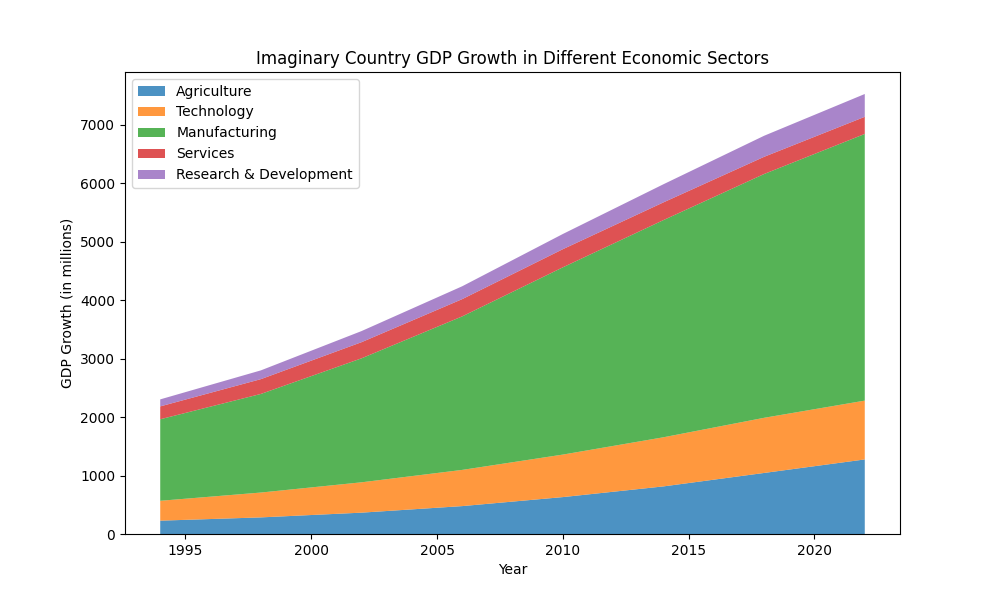 Imaginary Country GDP Growth in Different Economic Sectors
Agriculture
Technology
Manufacturing
Services
Research & Development
GDP Growth (in millions)
7000
6000
5000
4000
3000
2000
1000
0
1995
2000
2005
2010
2015
2020
Year